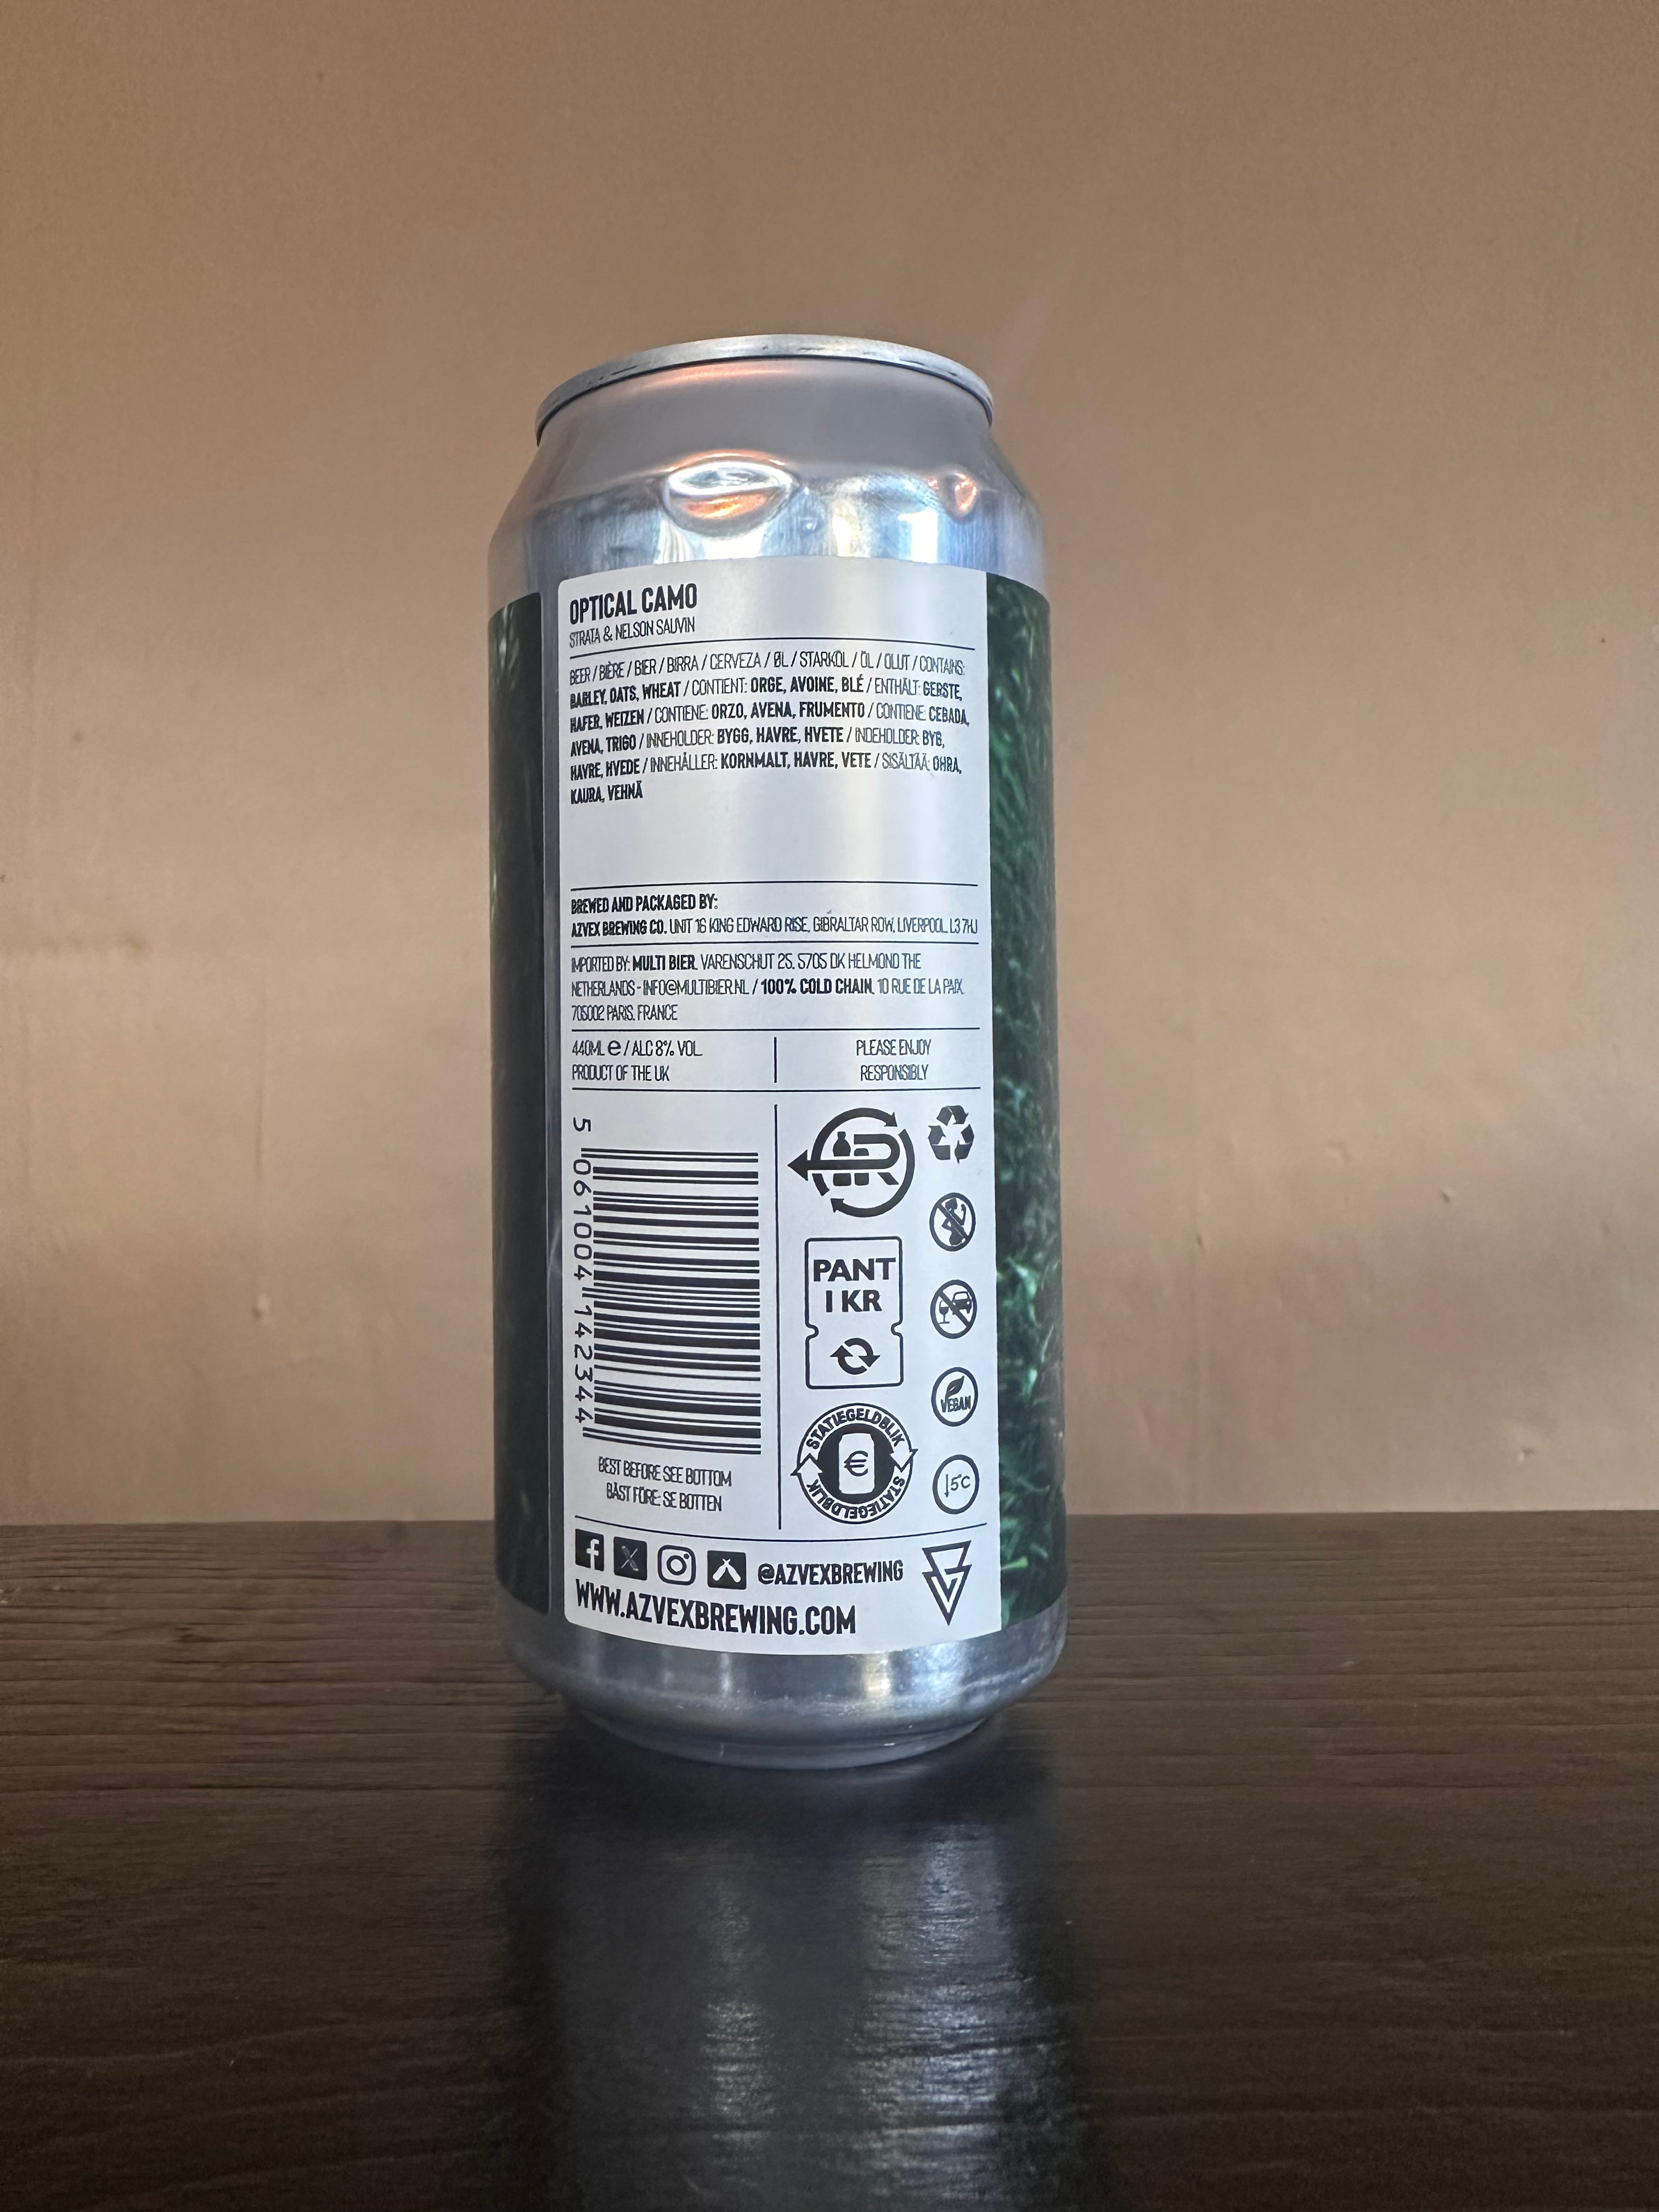 OPTICAL CAMO
STRATA & NELSON SAUVIN
BEER / BIÈRE / BIER / BIRRA / CERVEZA / ØL / STARKÖL / ÖL / OLUT / CONTAINS:
BARLEY, OATS, WHEAT / CONTIENT: ORGE, AVOINE, BLÉ / ENTHÄLT: GERSTE,
HAFER, WEIZEN / CONTIENE: ORZO, AVENA, FRUMENTO / CONTIENE: CEBADA,
AVENA, TRIGO / INNEHOLDER: BYGG, HAVRE, HVETE / INDEHOLDER: BYG,
HAVRE, HVEDE / INNEHÅLLER: KORNMALT, HAVRE, VETE / SISÄLTÄÄ: OHRA,
KAURA, VEHNÄ
BREWED AND PACKAGED BY:
AZVEX BREWING CO. UNIT 16 KING EDWARD RISE, GIBRALTAR ROW, LIVERPOOL. L3 7HJ
IMPORTED BY: MULTI BIER. VARENSCHUT 25, 5705 DK HELMOND THE
NETHERLANDS - INFO@MULTIBIER.NL / 100% COLD CHAIN, 10 RUE DE LA PAIX,
705002 PARIS, FRANCE
440ML e / ALC 8% VOL.
PRODUCT OF THE UK
PLEASE ENJOY
RESPONSIBLY
5 061004 142344
BEST BEFORE SEE BOTTOM
BÄST FÖRE: SE BOTTEN
R
PANT
1 KR
STATIEGELDBLIK
€
STATIEGELDBLIK
VEGAN
5°C
@AZVEXBREWING
WWW.AZVEXBREWING.COM